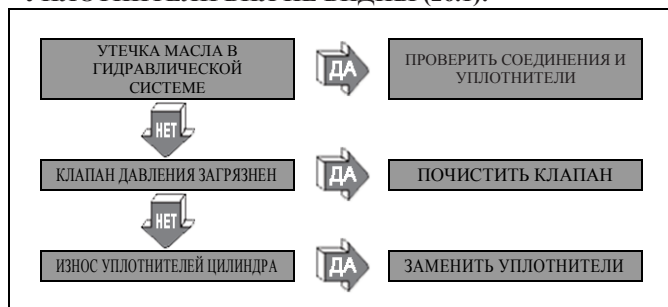 УТЕЧКА МАСЛА В
ГИДРАВЛИЧЕСКОЙ
СИСТЕМЕ
ДА
ПРОВЕРИТЬ СОЕДИНЕНИЯ И
УПЛОТНИТЕЛИ
НЕТ
КЛАПАН ДАВЛЕНИЯ ЗАГРЯЗНЕН
ДА
ПОЧИСТИТЬ КЛАПАН
НЕТ
ИЗНОС УПЛОТНИТЕЛЕЙ ЦИЛИНДРА
ДА
ЗАМЕНИТЬ УПЛОТНИТЕЛИ